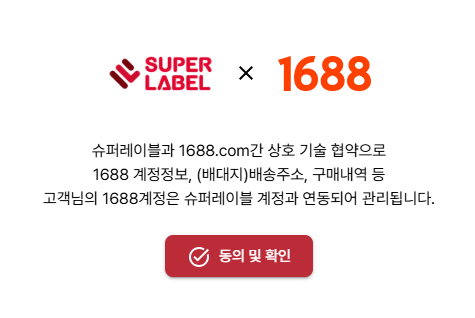 SUPER
LABEL
×
1688
슈퍼레이블과 1688.com간 상호 기술 협약으로
1688 계정정보, (배대지)배송주소, 구매내역 등
고객님의 1688계정은 슈퍼레이블 계정과 연동되어 관리됩니다.
동의 및 확인